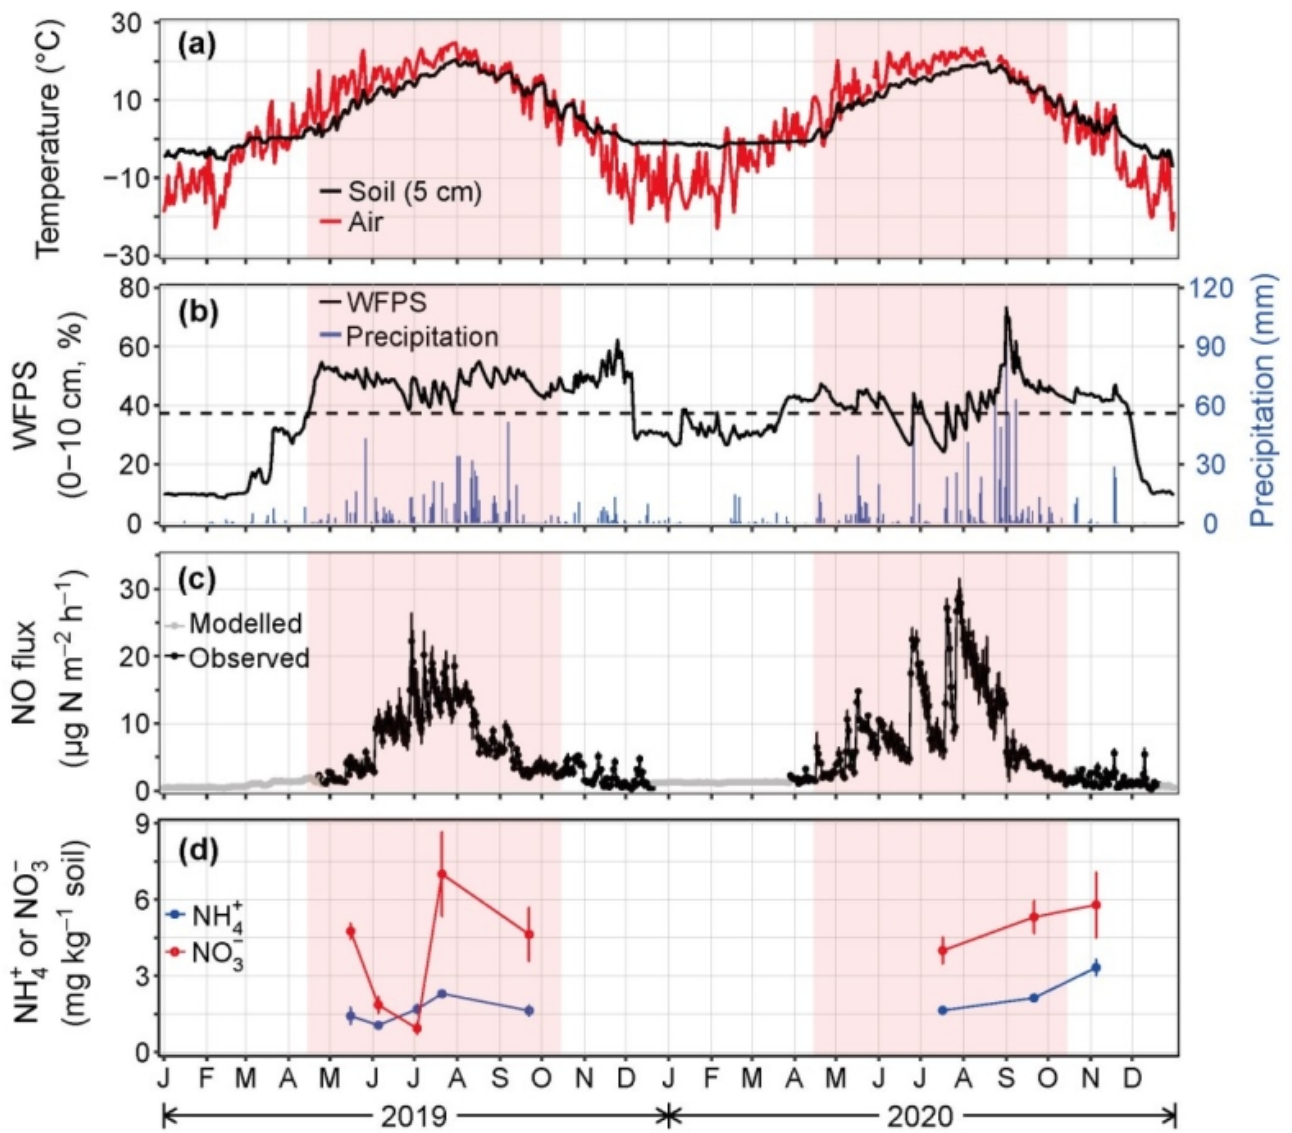 (a)
Temperature (°C)
30
10
−10
−30
Soil (5 cm)
Air
(b)
WFPS
(0−10 cm, %)
80
60
40
20
0
WFPS
Precipitation
120
90
60
30
0
Precipitation (mm)
(c)
NO flux
(µg N m⁻² h⁻¹)
30
20
10
0
Modelled
Observed
(d)
NH₄⁺ or NO₃⁻
(mg kg⁻¹ soil)
9
6
3
0
NH₄⁺
NO₃⁻
J F M A M J J A S O N D J F M A M J J A S O N D
2019 2020